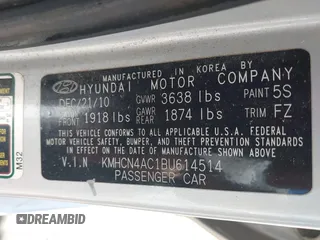 MANUFACTURED IN KOREA BY
HYUNDAI MOTOR COMPANY
DEC/21/10 GVWR 3638 lbs PAINT 5S
FRONT GAWR 1918 lbs REAR GAWR 1874 lbs TRIM FZ
THIS VEHICLE CONFORMS TO ALL APPLICABLE U.S.A. FEDERAL
MOTOR VEHICLE SAFETY, BUMPER, AND THEFT PREVENTION STANDARDS
IN EFFECT ON THE DATE OF MANUFACTURE SHOWN ABOVE
V.I.N KMHCN4AC1BU614514
PASSENGER CAR
M32